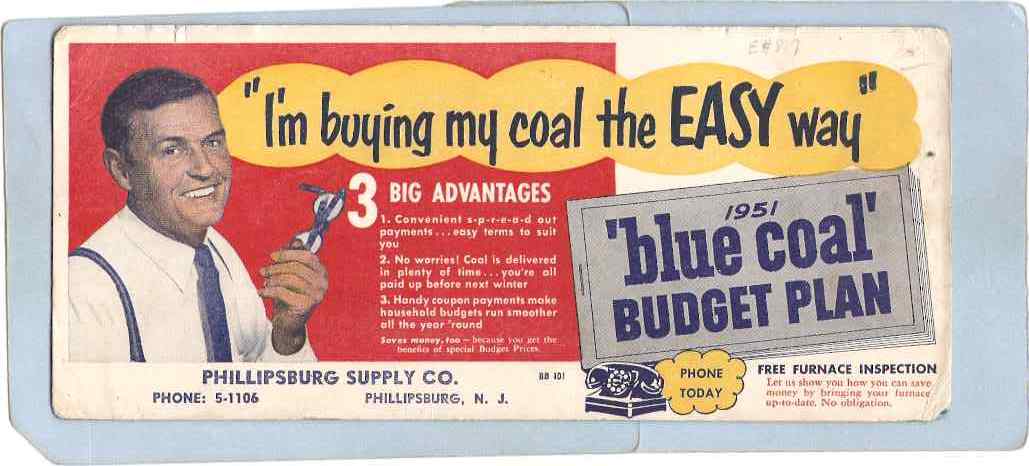 "I'm buying my coal the EASY way"
3 BIG ADVANTAGES
1. Convenient s-p-r-e-a-d out
payments...easy terms to suit
you
2. No worries! Coal is delivered
in plenty of time...you're all
paid up before next winter
3. Handy coupon payments make
household budgets run smoother
all the year 'round
Saves money, too — because you get the
benefits of special Budget Prices.
1951
'blue coal'
BUDGET PLAN
PHILLIPSBURG SUPPLY CO.
BB 101
PHONE: 5-1106
PHILLIPSBURG, N. J.
PHONE
TODAY
FREE FURNACE INSPECTION
Let us show you how you can save
money by bringing your furnace
up-to-date. No obligation.